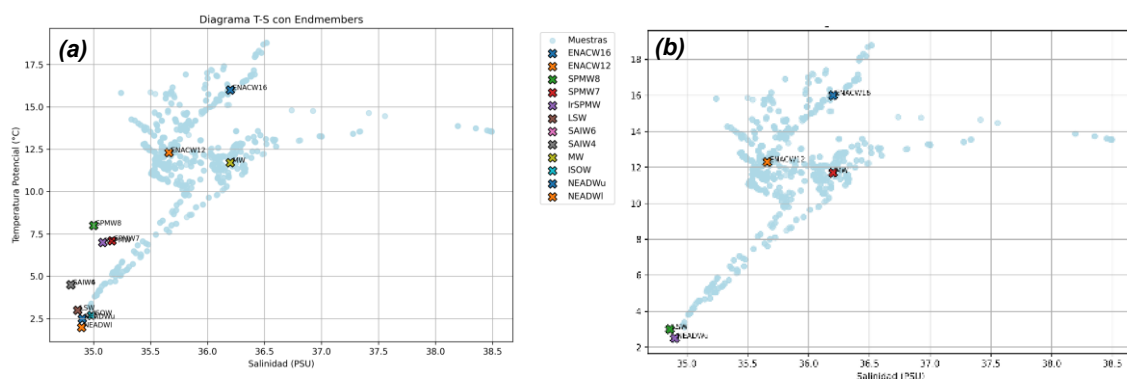 Diagrama T-S con Endmembers
(a)
17.5
15.0
12.5
10.0
7.5
5.0
2.5
Temperatura Potencial (°C)
ENACW16
ENACW12
MW
SPMW8
SPMW7
LSW
ISOW
NEADWu
NEADWl
35.0 35.5 36.0 36.5 37.0 37.5 38.0 38.5
Salinidad (PSU)
Muestras
ENACW16
ENACW12
SPMW8
SPMW7
IrSPMW
LSW
SAIW6
SAIW4
MW
ISOW
NEADWu
NEADWl
(b)
18
16
14
12
10
8
6
4
2
ENACW16
ENACW12
MW
LSW
NEADWu
35.0 35.5 36.0 36.5 37.0 37.5 38.0 38.5
Salinidad (PSU)